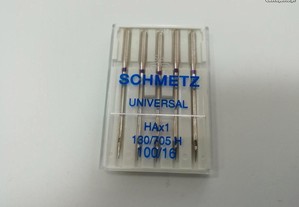 SCHMETZ
UNIVERSAL
HAx1
130/705 H
100/16